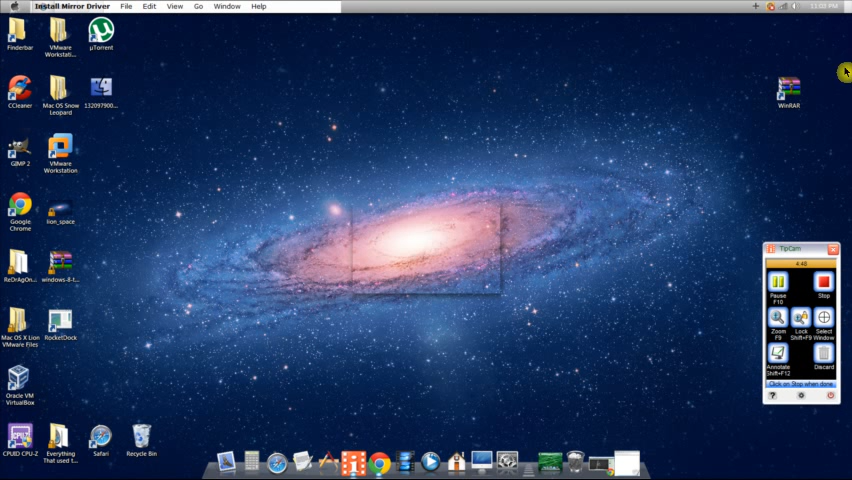 Install Mirror Driver File Edit View Go Window Help
11:03 PM
Finderbar
VMware
Workstati...
µTorrent
CCleaner
Mac OS Snow
Leopard
132097900...
WinRAR
GIMP 2
VMware
Workstation
Google
Chrome
lion_space
ReOrAgOn...
windows-8-t...
Mac OS X Lion
VMware Files
RocketDock
Oracle VM
VirtualBox
CPUID CPU-Z
Everything
That used t...
Safari
Recycle Bin
TipCam
4:48
Pause
F10
Stop
Zoom
F9
Lock
Shift+F9
Select
Window
Annotate
Shift+F12
Discard
Click on Stop when done